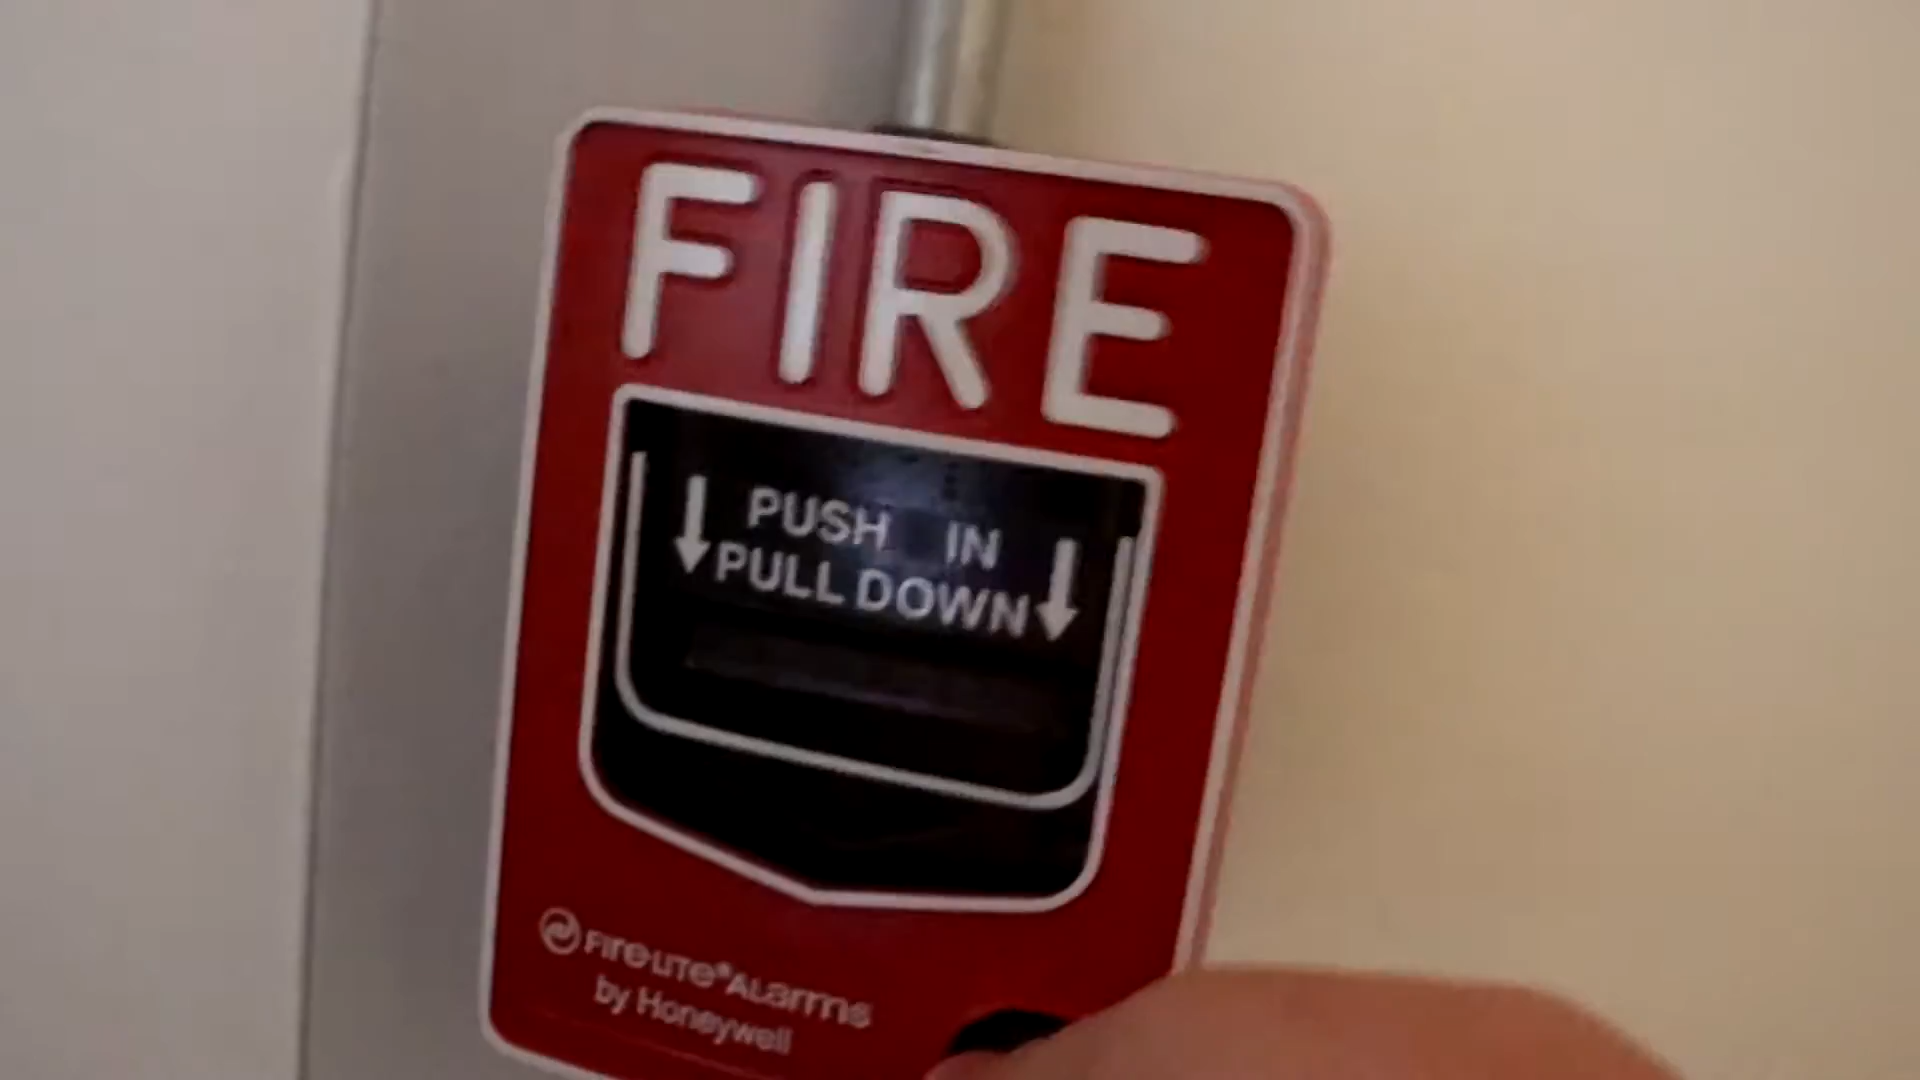 FIRE
PUSH IN
PULL DOWN
Fire-Lite® Alarms
by Honeywell